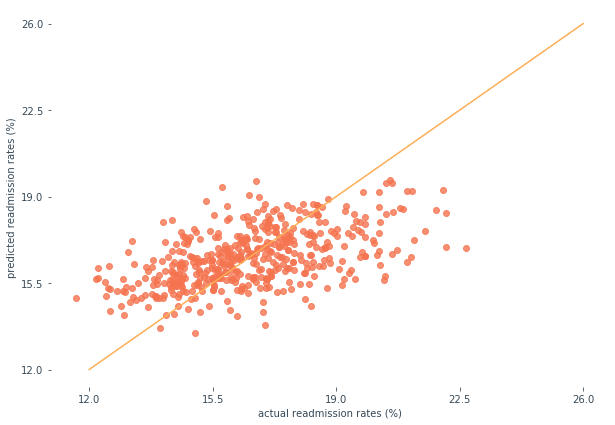 predicted readmission rates (%)
26.0
22.5
19.0
15.5
12.0
12.0 15.5 19.0 22.5 26.0
actual readmission rates (%)